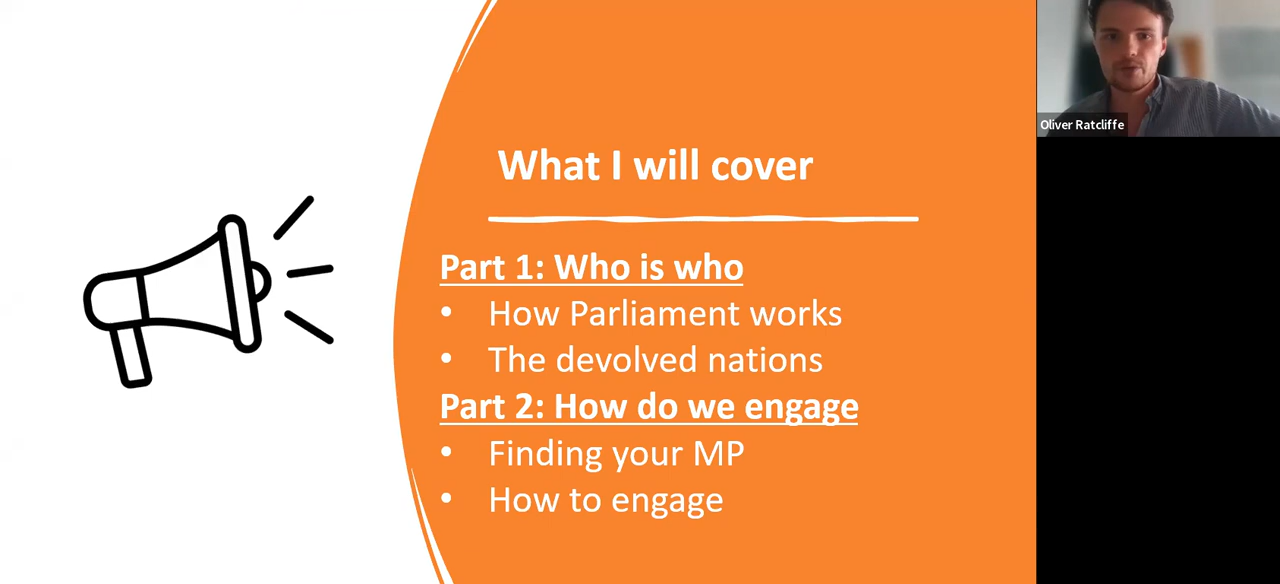 What I will cover
Part 1: Who is who
• How Parliament works
• The devolved nations
Part 2: How do we engage
• Finding your MP
• How to engage
Oliver Ratcliffe